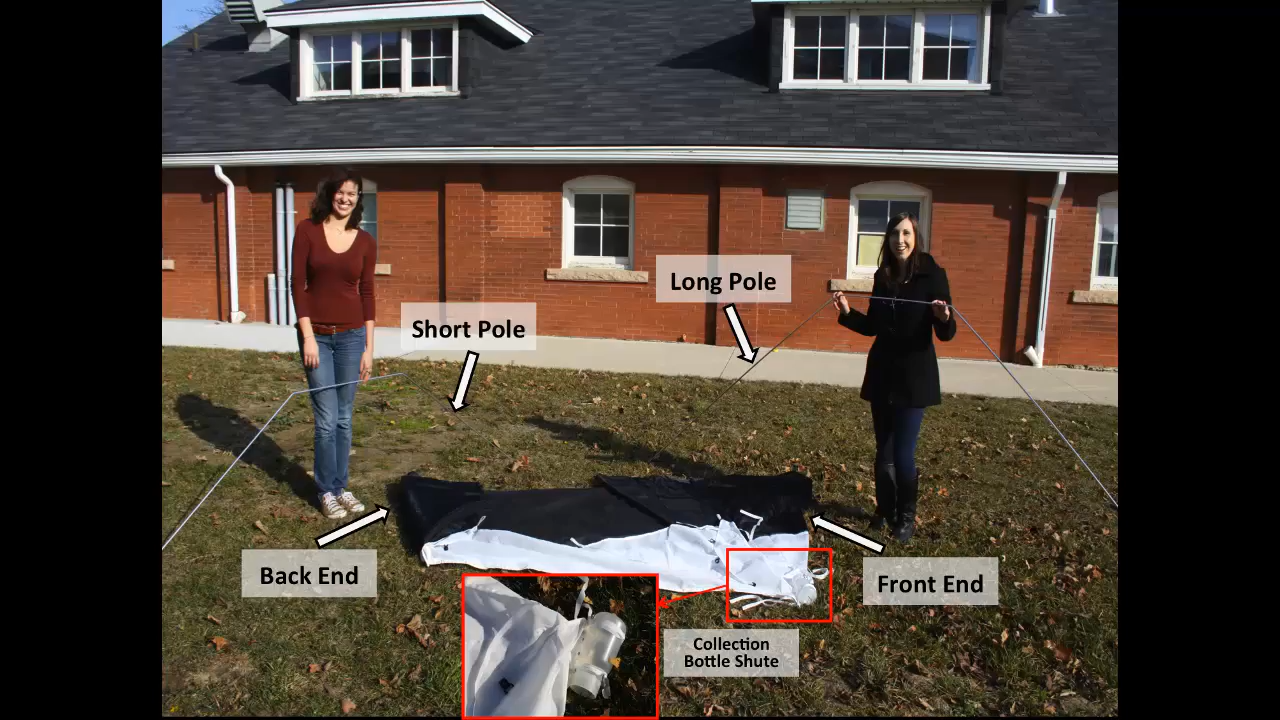 Long Pole
Short Pole
Back End
Front End
Collection
Bottle Shute